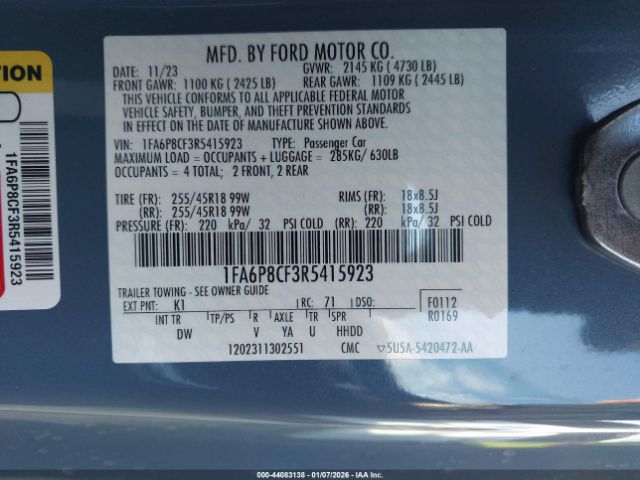 MFD. BY FORD MOTOR CO.
DATE: 11/23 GVWR: 2145 KG ( 4730 LB)
FRONT GAWR: 1100 KG ( 2425 LB) REAR GAWR: 1109 KG ( 2445 LB)
THIS VEHICLE CONFORMS TO ALL APPLICABLE FEDERAL MOTOR
VEHICLE SAFETY, BUMPER, AND THEFT PREVENTION STANDARDS
IN EFFECT ON THE DATE OF MANUFACTURE SHOWN ABOVE.
VIN: 1FA6P8CF3R5415923 TYPE: Passenger Car
MAXIMUM LOAD = OCCUPANTS + LUGGAGE = 285KG/ 630LB
OCCUPANTS = 4 TOTAL; 2 FRONT, 2 REAR
TIRE (FR): 255/45R18 99W RIMS (FR): 18x8.5J
(RR): 255/45R18 99W (RR): 18x8.5J
PRESSURE (FR): 220 kPa/ 32 PSI COLD (RR): 220 kPa/ 32 PSI COLD
1FA6P8CF3R5415923
TRAILER TOWING - SEE OWNER GUIDE
EXT PNT: K1 RC: 71 DSO: F0112
INT TR TP/PS R AXLE TR SPR R0169
DW V YA U HHDD
1202311302551 CMC ▽5U5A-5420472-AA
TION
1FA6P8CF3R5415923
000-44083138 - 01/07/2026 - IAA Inc.